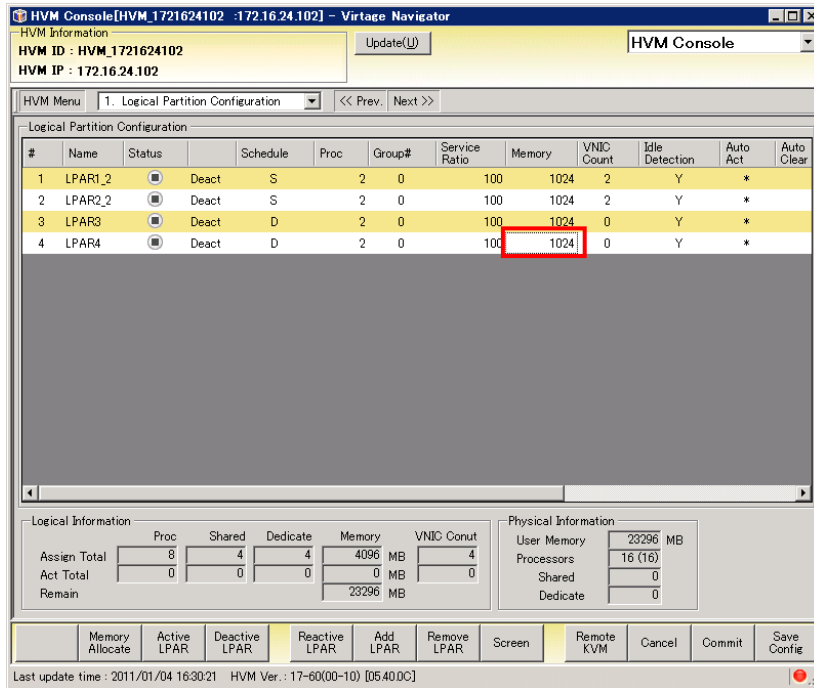 HVM Console[HVM_1721624102 :172.16.24.102] - Virtage Navigator
HVM Information
HVM ID : HVM_1721624102
HVM IP : 172.16.24.102
Update(U)
HVM Console
HVM Menu 1. Logical Partition Configuration << Prev. Next >>
Logical Partition Configuration
# Name Status Schedule Proc Group# Service Ratio Memory VNIC Count Idle Detection Auto Act Auto Clear
1 LPAR1_2 Deact S 2 0 100 1024 2 Y *
2 LPAR2_2 Deact S 2 0 100 1024 2 Y *
3 LPAR3 Deact D 2 0 100 1024 0 Y *
4 LPAR4 Deact D 2 0 100 1024 0 Y *
Logical Information
Proc Shared Dedicate Memory VNIC Conut
Assign Total 8 4 4 4096 MB 4
Act Total 0 0 0 0 MB 0
Remain 23296 MB
Physical Information
User Memory 23296 MB
Processors 16 (16)
Shared 0
Dedicate 0
Memory Allocate Active LPAR Deactive LPAR Reactive LPAR Add LPAR Remove LPAR Screen Remote KVM Cancel Commit Save Config
Last update time : 2011/01/04 16:30:21 HVM Ver. : 17-60(00-10) [05.40.0C]